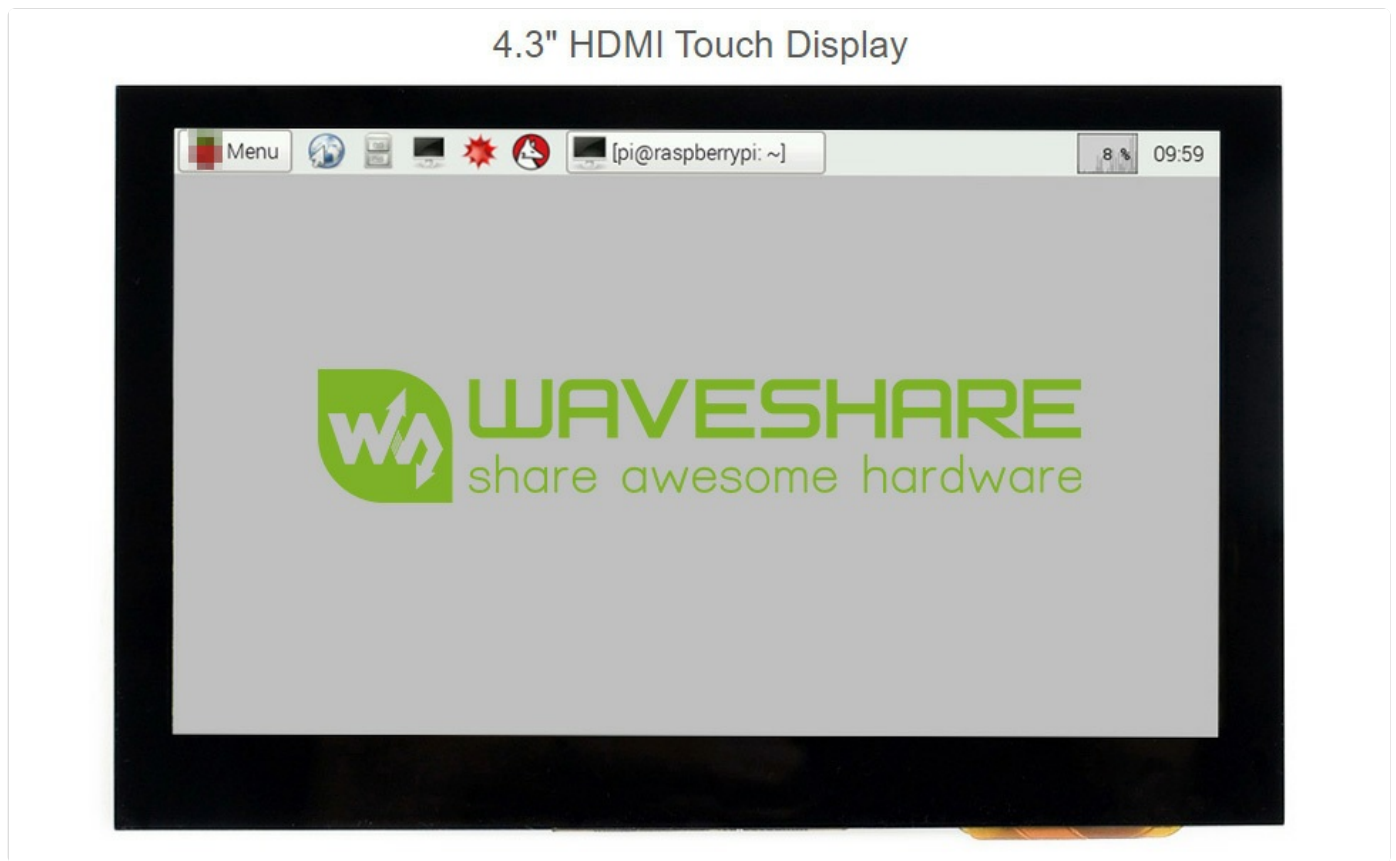 4.3" HDMI Touch Display
Menu [pi@raspberrypi: ~] 8 % 09:59
WAVESHARE
share awesome hardware